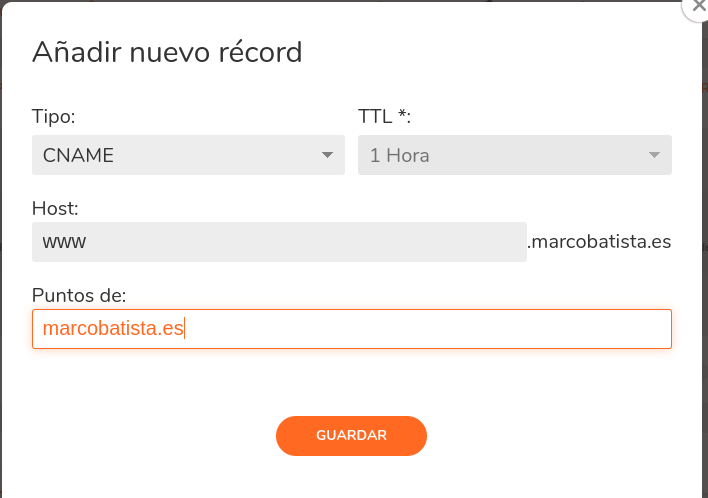 Añadir nuevo récord
Tipo: TTL *:
CNAME 1 Hora
Host:
www .marcobatista.es
Puntos de:
marcobatista.es
GUARDAR